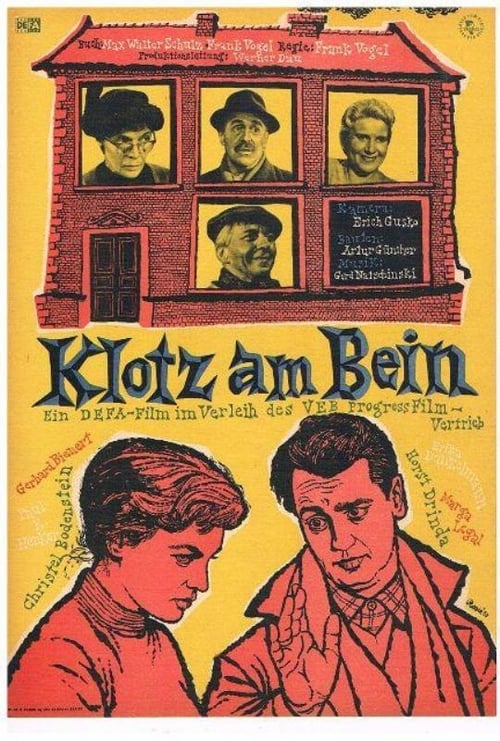 DEFA
Buch: Max Walter Schulz, Frank Vogel Regie: Frank Vogel
Produktionsleitung: Werner Dau
Kamera:
Erich Gusko
Bauten:
Artur Günther
Musik:
Gerd Natschinski
Klotz am Bein
Ein DEFA-Film im Verleih des VEB Progress Film-
Vertrieb
Gerhard Bienert
Christel Bodenstein
Horst Drinda
Marga Legal